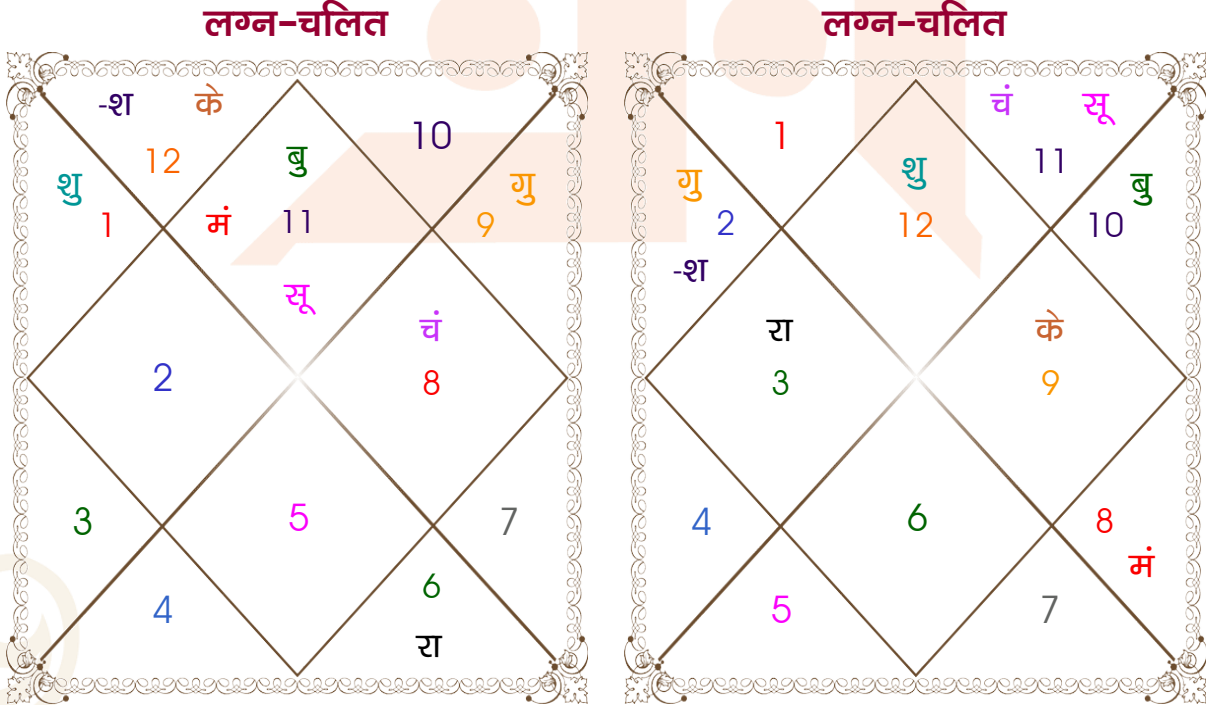 लग्न-चलित
-श के
12
शु
1
बु
मं 11
सू
10
गु
9
2
चं
8
3
5
7
4
6
रा
लग्न-चलित
1
गु
2
-श
शु
12
चं सू
11
बु
10
रा
3
के
9
4
6
8
मं
5
7